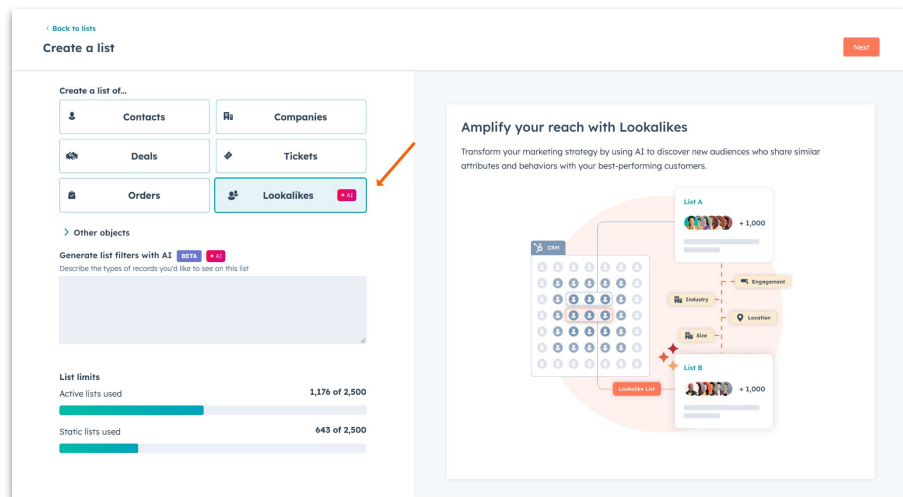 < Back to lists
Create a list
Next
Create a list of...
Contacts
Companies
Deals
Tickets
Orders
Lookalikes
AI
> Other objects
Generate list filters with AI BETA AI
Describe the types of records you'd like to see on this list
List limits
Active lists used 1,176 of 2,500
Static lists used 643 of 2,500
Amplify your reach with Lookalikes
Transform your marketing strategy by using AI to discover new audiences who share similar
attributes and behaviors with your best-performing customers.
List A
+ 1,000
CRM
Engagement
Industry
Location
Size
List B
+ 1,000
Lookalike List